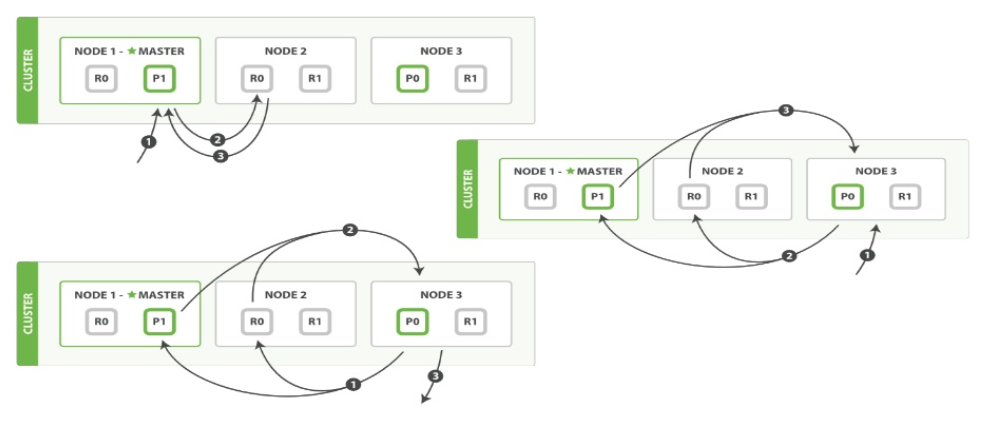 CLUSTER
NODE 1 - ★ MASTER
R0 P1
NODE 2
R0 R1
NODE 3
P0 R1
1
2
3
CLUSTER
NODE 1 - ★ MASTER
R0 P1
NODE 2
R0 R1
NODE 3
P0 R1
3
2
1
CLUSTER
NODE 1 - ★ MASTER
R0 P1
NODE 2
R0 R1
NODE 3
P0 R1
2
1
3